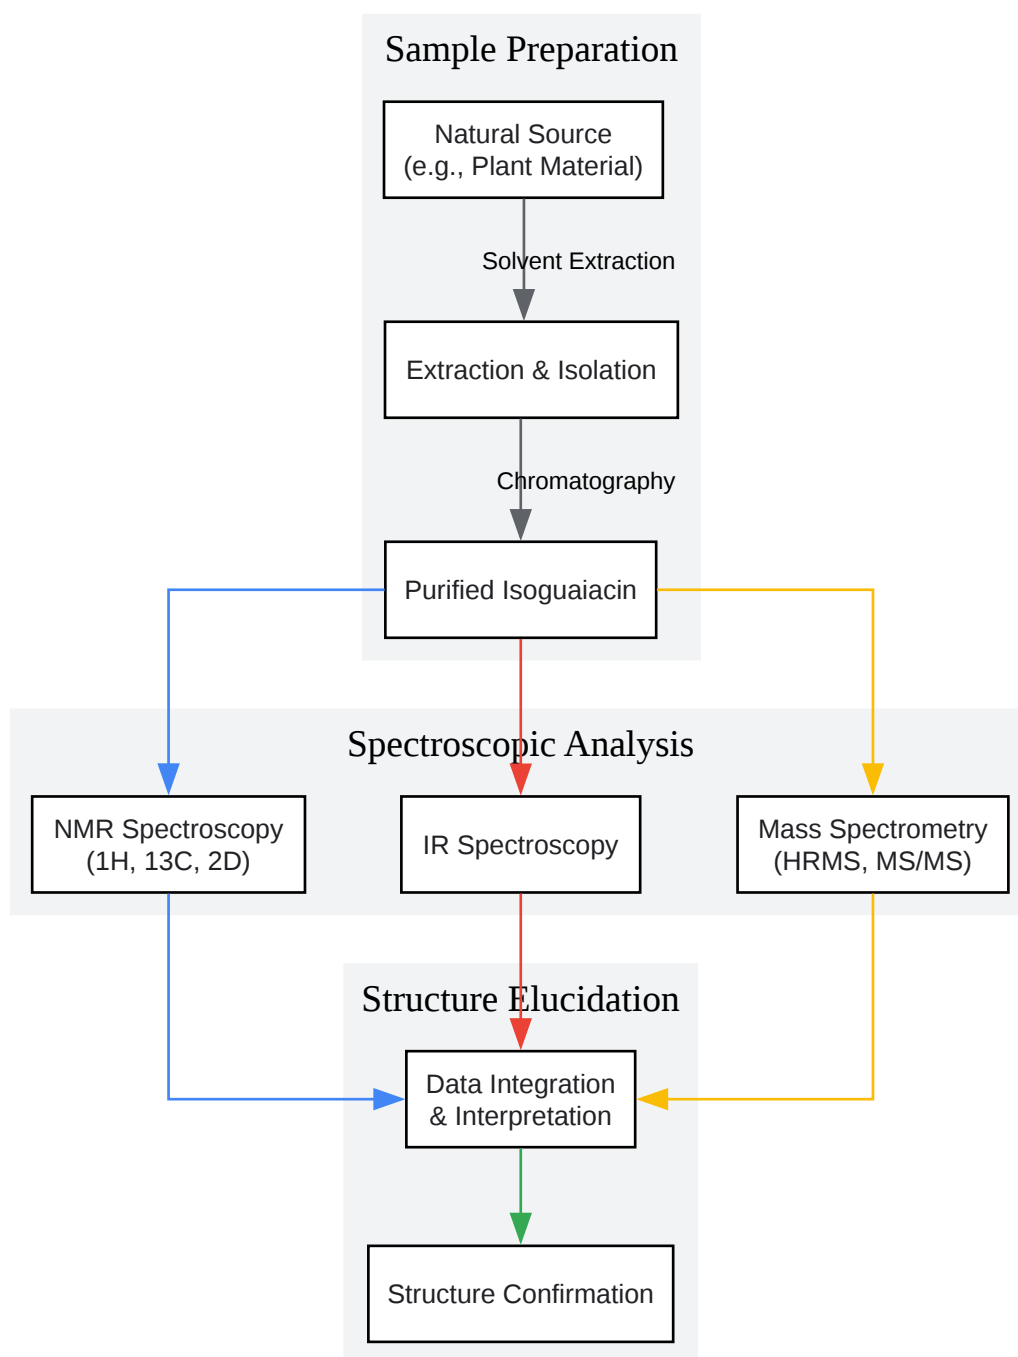 Sample Preparation
Natural Source
(e.g., Plant Material)
Solvent Extraction
Extraction & Isolation
Chromatography
Purified Isoguaiacin
Spectroscopic Analysis
NMR Spectroscopy
(1H, 13C, 2D)
IR Spectroscopy
Mass Spectrometry
(HRMS, MS/MS)
Structure Elucidation
Data Integration
& Interpretation
Structure Confirmation